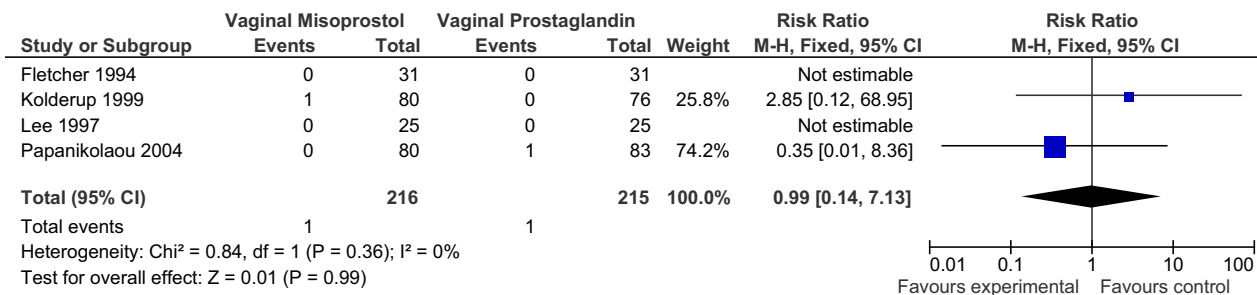 Vaginal Misoprostol Vaginal Prostaglandin Risk Ratio Risk Ratio
Study or Subgroup Events Total Events Total Weight M-H, Fixed, 95% CI M-H, Fixed, 95% CI
Fletcher 1994 0 31 0 31 Not estimable
Kolderup 1999 1 80 0 76 25.8% 2.85 [0.12, 68.95]
Lee 1997 0 25 0 25 Not estimable
Papanikolaou 2004 0 80 1 83 74.2% 0.35 [0.01, 8.36]
Total (95% CI) 216 215 100.0% 0.99 [0.14, 7.13]
Total events 1 1
Heterogeneity: Chi² = 0.84, df = 1 (P = 0.36); I² = 0%
Test for overall effect: Z = 0.01 (P = 0.99)
0.01 0.1 1 10 100
Favours experimental Favours control